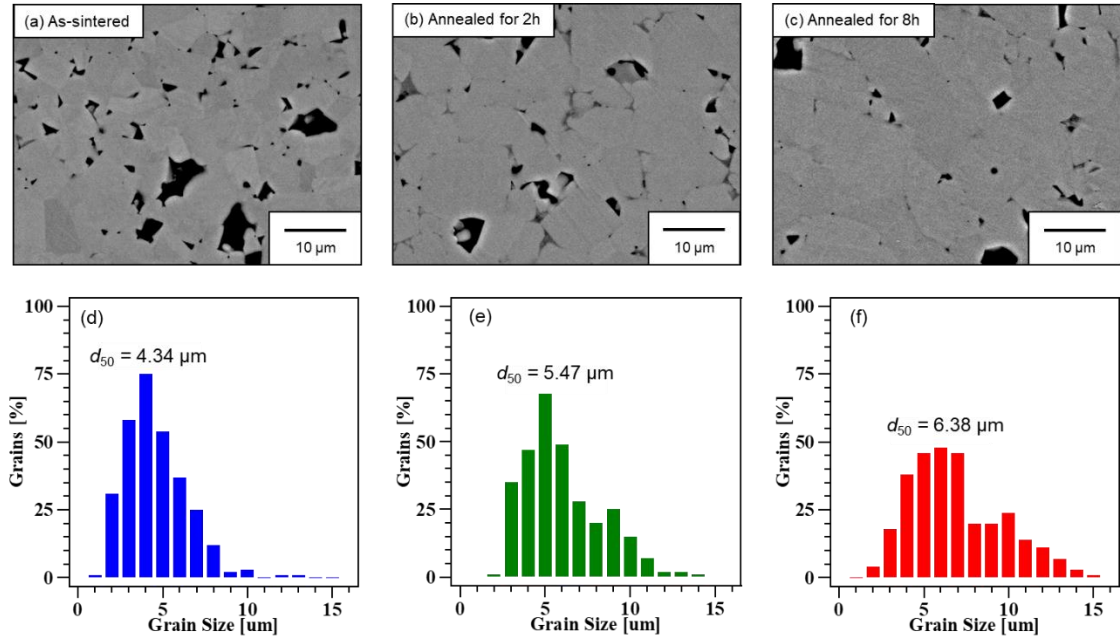 (a) As-sintered
(b) Annealed for 2h
(c) Annealed for 8h
10 µm
10 µm
10 µm
(d)
d50 = 4.34 µm
Grains [%]
100
75
50
25
0
0 5 10 15
Grain Size [um]
(e)
d50 = 5.47 µm
Grains [%]
100
75
50
25
0
0 5 10 15
Grain Size [um]
(f)
d50 = 6.38 µm
Grains [%]
100
75
50
25
0
0 5 10 15
Grain Size [um]